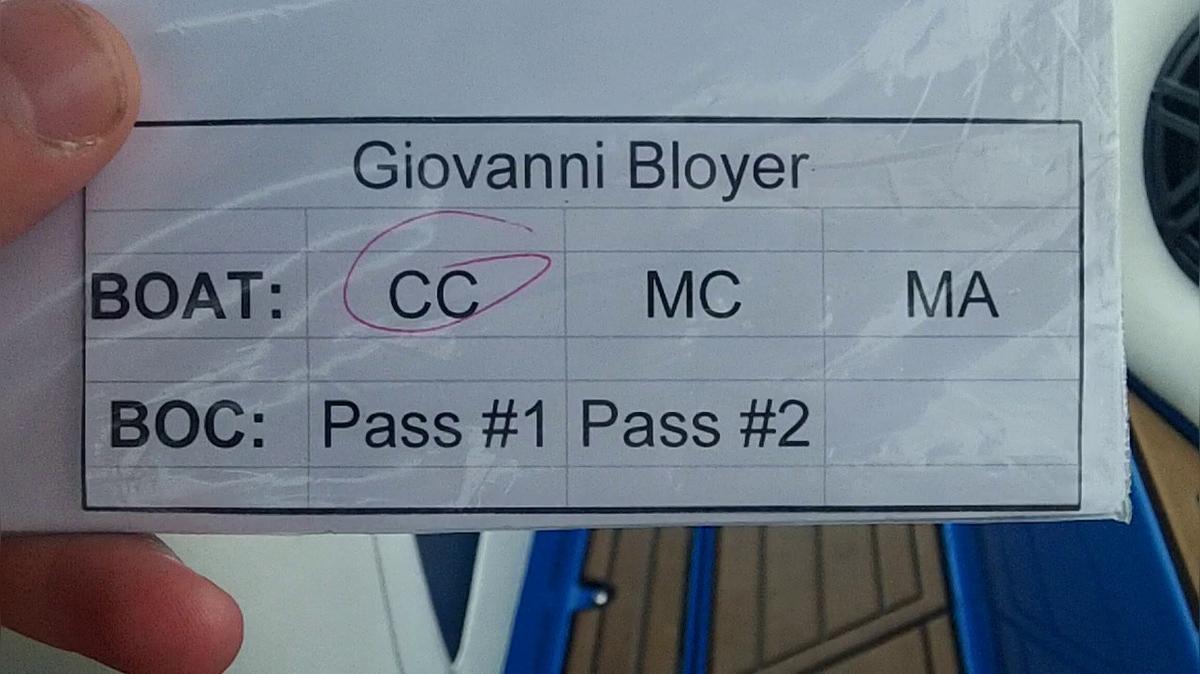 Giovanni Bloyer
BOAT: CC MC MA
BOC: Pass #1 Pass #2